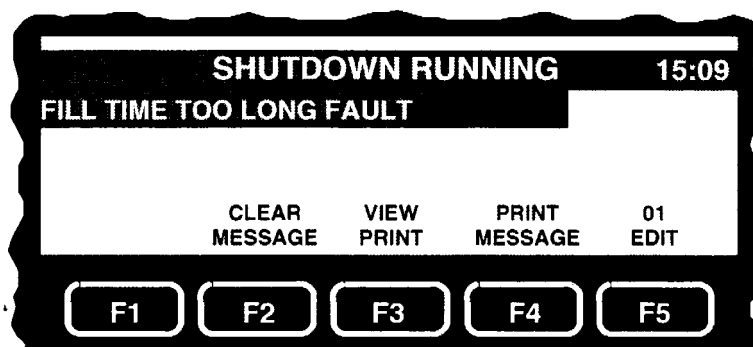 SHUTDOWN RUNNING 15:09
FILL TIME TOO LONG FAULT
CLEAR VIEW PRINT 01
MESSAGE PRINT MESSAGE EDIT
F1 F2 F3 F4 F5